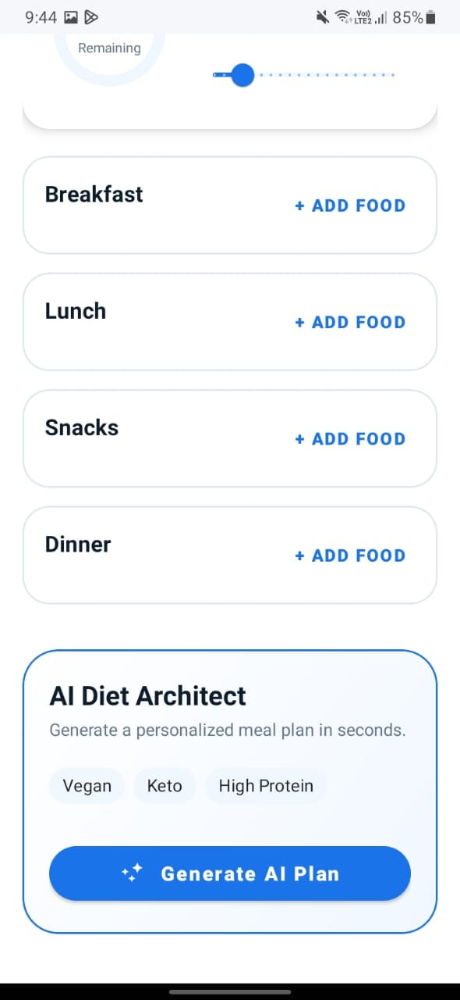 9:44
Vo)
LTE2
85%
Remaining
Breakfast
+ ADD FOOD
Lunch
+ ADD FOOD
Snacks
+ ADD FOOD
Dinner
+ ADD FOOD
AI Diet Architect
Generate a personalized meal plan in seconds.
Vegan Keto High Protein
Generate AI Plan